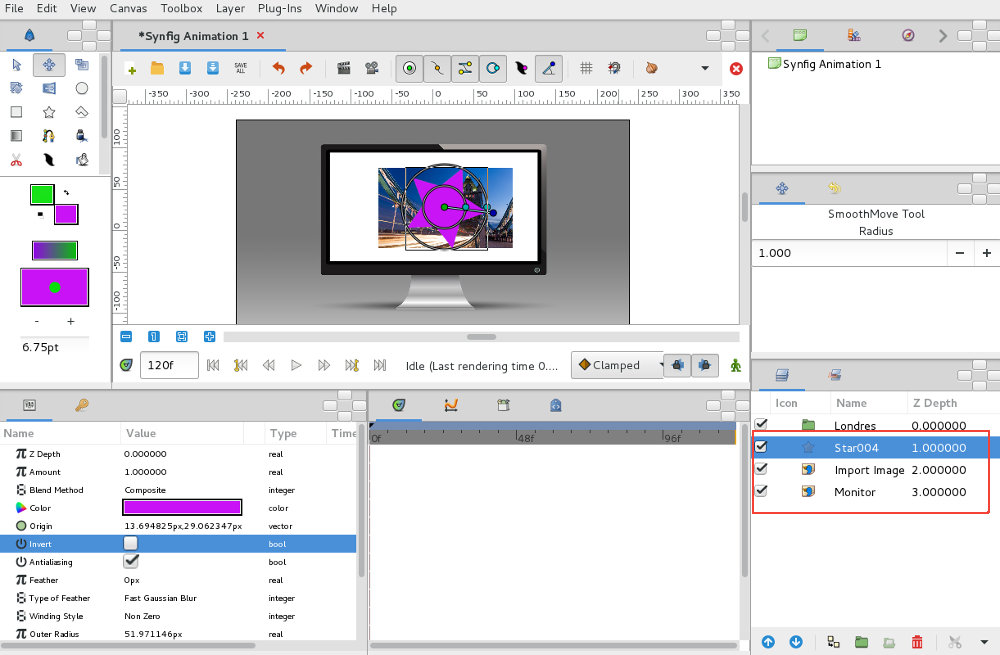 File Edit View Canvas Toolbox Layer Plug-Ins Window Help
*Synfig Animation 1
SAVE
ALL
-350 -300 -250 -200 -150 -100 -50 0 50 100 150 200 250 300 350
100
50
0
-50
-100
- +
6.75pt
120f
Idle (Last rendering time 0....
Clamped
Synfig Animation 1
SmoothMove Tool
Radius
1.000 − +
Name Value Type Time
Z Depth 0.000000 real
Amount 1.000000 real
Blend Method Composite integer
Color color
Origin 13.694825px,29.062347px vector
Invert bool
Antialiasing bool
Feather 0px real
Type of Feather Fast Gaussian Blur integer
Winding Style Non Zero integer
Outer Radius 51.971146px real
0f 48f 96f
Icon Name Z Depth
Londres 0.000000
Star004 1.000000
Import Image 2.000000
Monitor 3.000000